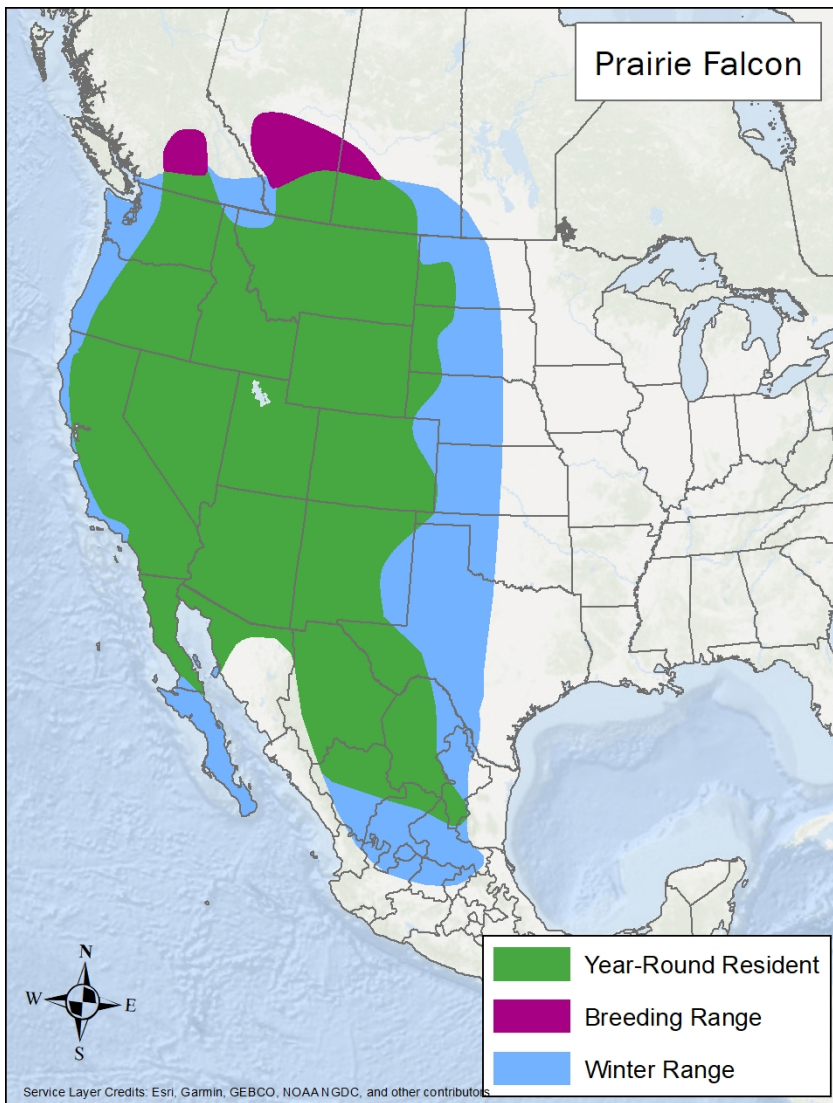 Prairie Falcon
N
W
E
S
Year-Round Resident
Breeding Range
Winter Range
Service Layer Credits: Esri, Garmin, GEBCO, NOAA NGDC, and other contributors